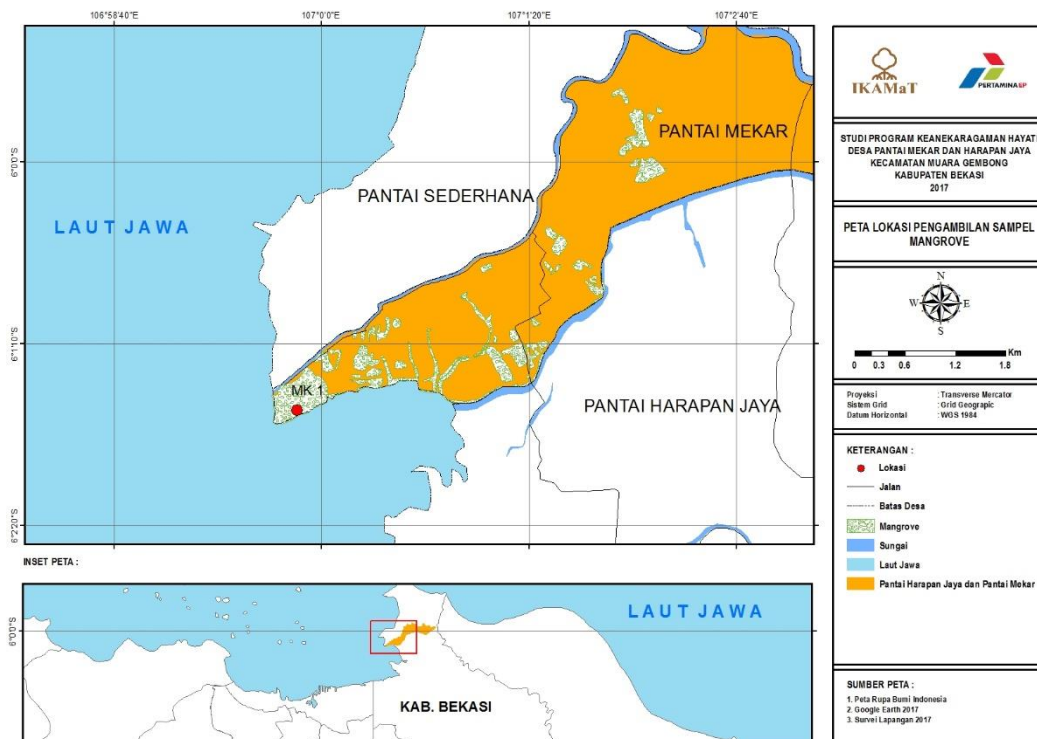 106°58'40"E
107°0'0"E
107°1'20"E
107°2'40"E
6°0'0"S
6°1'10"S
6°2'20"S
PANTAI MEKAR
PANTAI SEDERHANA
LAUT JAWA
MK 1
PANTAI HARAPAN JAYA
INSET PETA :
6°0'0"S
LAUT JAWA
KAB. BEKASI
IKAMaT
PERTAMINA EP
STUDI PROGRAM KEANEKARAGAMAN HAYATI
DESA PANTAI MEKAR DAN HARAPAN JAYA
KECAMATAN MUARA GEMBONG
KABUPATEN BEKASI
2017
PETA LOKASI PENGAMBILAN SAMPEL
MANGROVE
N
W E
S
Km
0 0.3 0.6 1.2 1.8
Proyeksi : Transverse Mercator
Sistem Grid : Grid Geograpic
Datum Horizontal : WGS 1984
KETERANGAN :
Lokasi
Jalan
Batas Desa
Mangrove
Sungai
Laut Jawa
Pantai Harapan Jaya dan Pantai Mekar
SUMBER PETA :
1. Peta Rupa Bumi Indonesia
2. Google Earth 2017
3. Survei Lapangan 2017